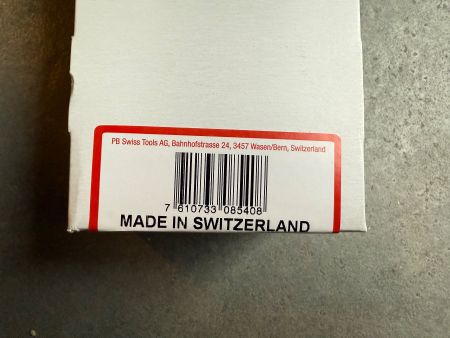 PB Swiss Tools AG, Bahnhofstrasse 24, 3457 Wasen/Bern, Switzerland
7 610733 085408
MADE IN SWITZERLAND